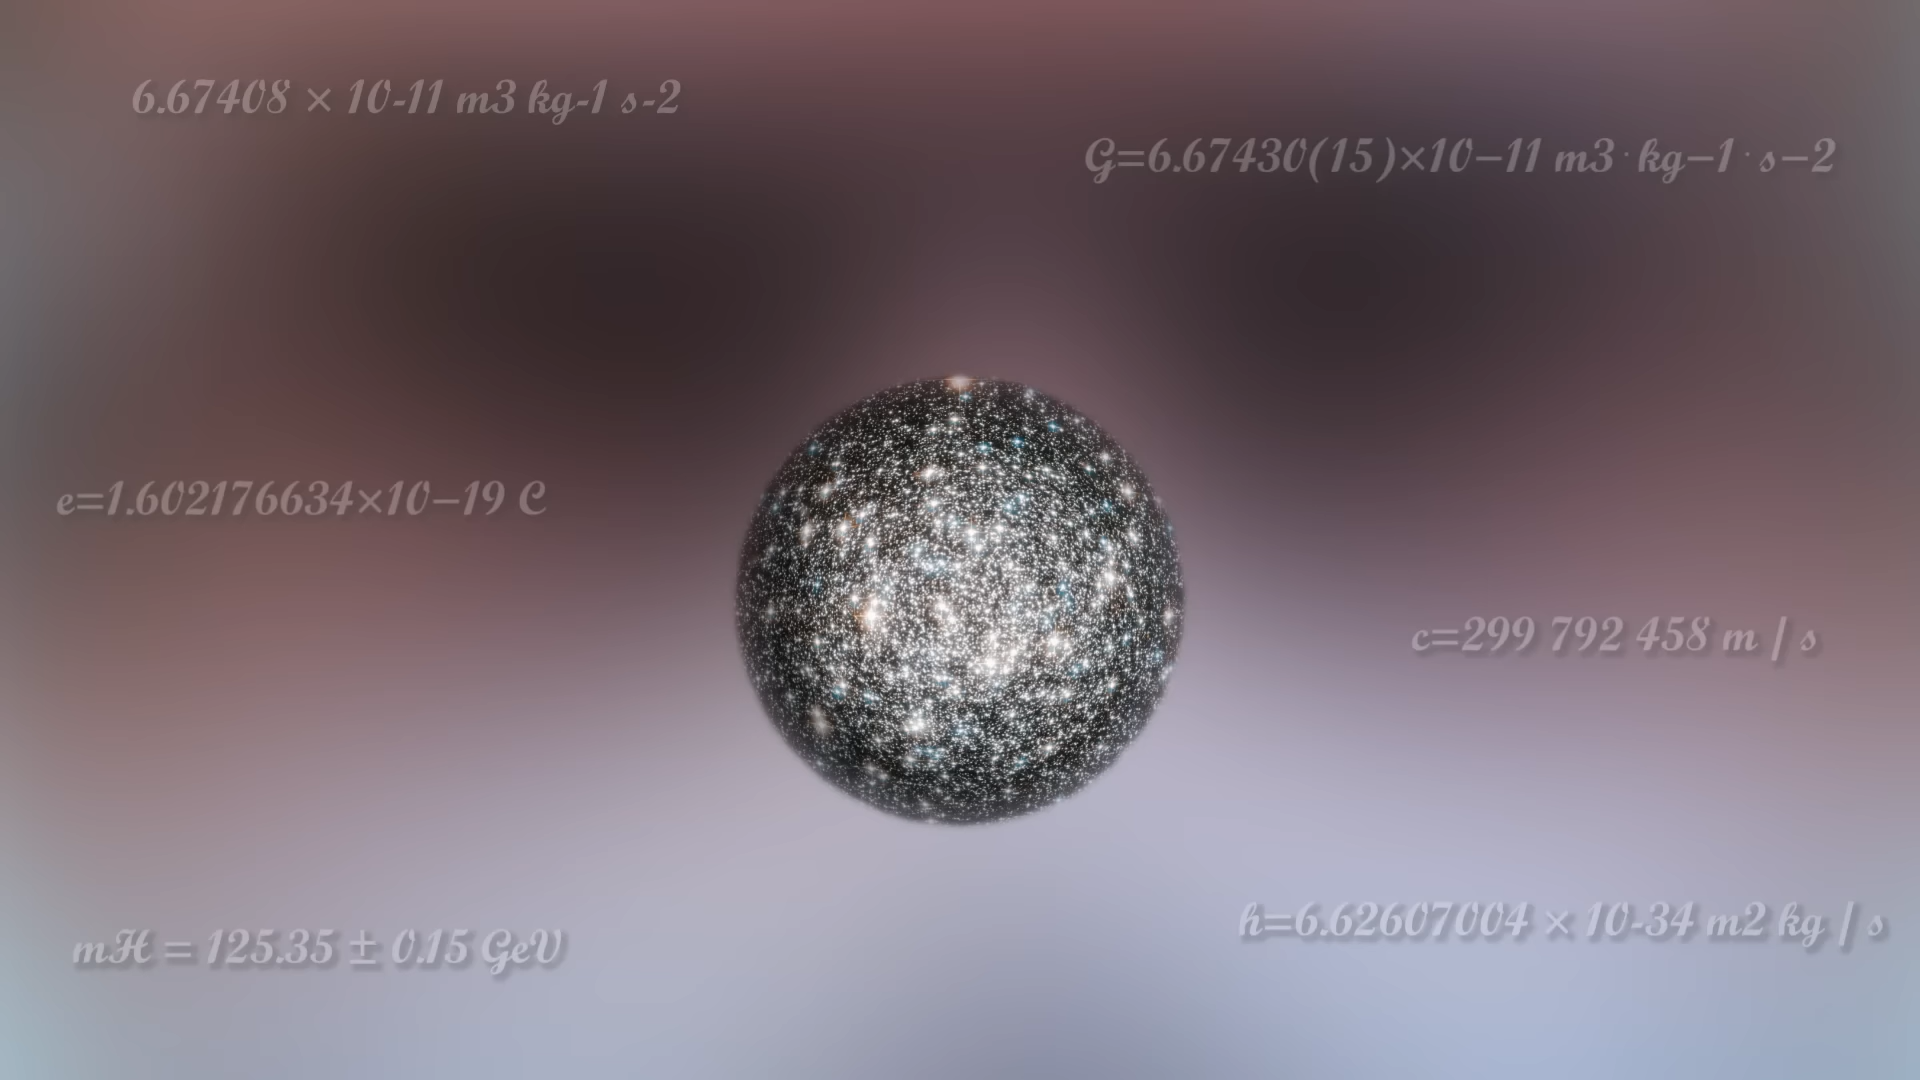 6.67408 × 10-11 m3 kg-1 s-2
G=6.67430(15)×10−11 m3⋅kg−1⋅s−2
e=1.602176634×10−19 C
c=299 792 458 m / s
h=6.62607004 × 10-34 m2 kg / s
mH = 125.35 ± 0.15 GeV